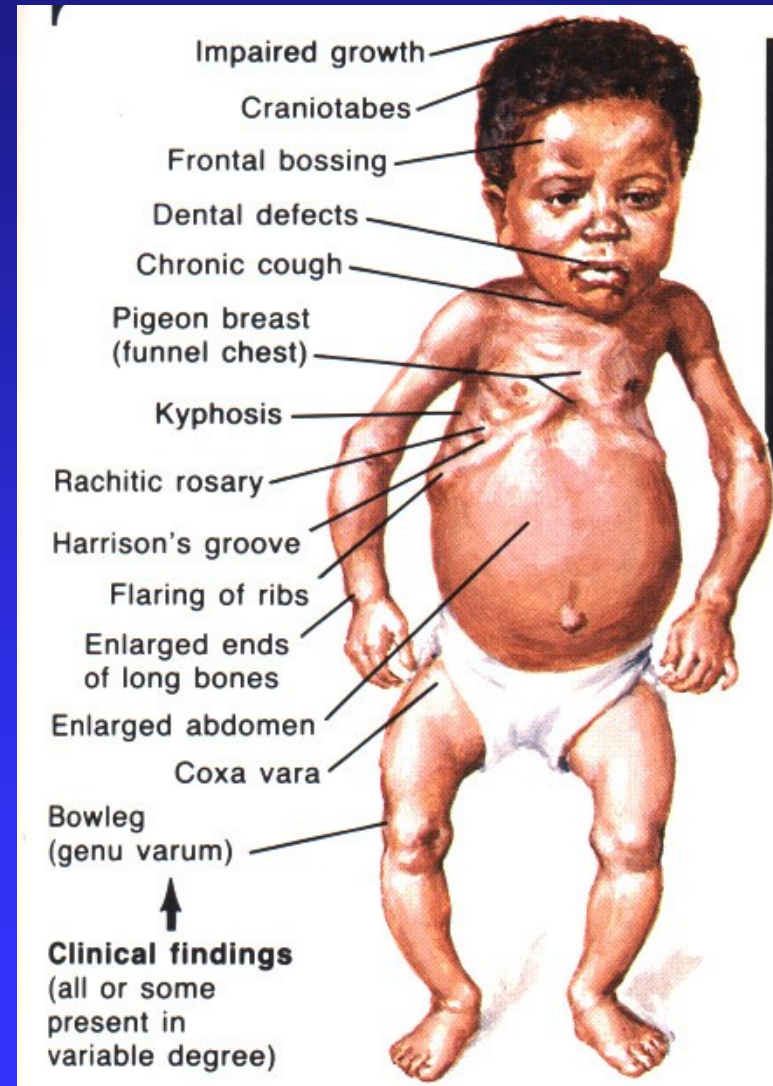 Impaired growth
Craniotabes
Frontal bossing
Dental defects
Chronic cough
Pigeon breast
(funnel chest)
Kyphosis
Rachitic rosary
Harrison's groove
Flaring of ribs
Enlarged ends
of long bones
Enlarged abdomen
Coxa vara
Bowleg
(genu varum)
Clinical findings
(all or some
present in
variable degree)